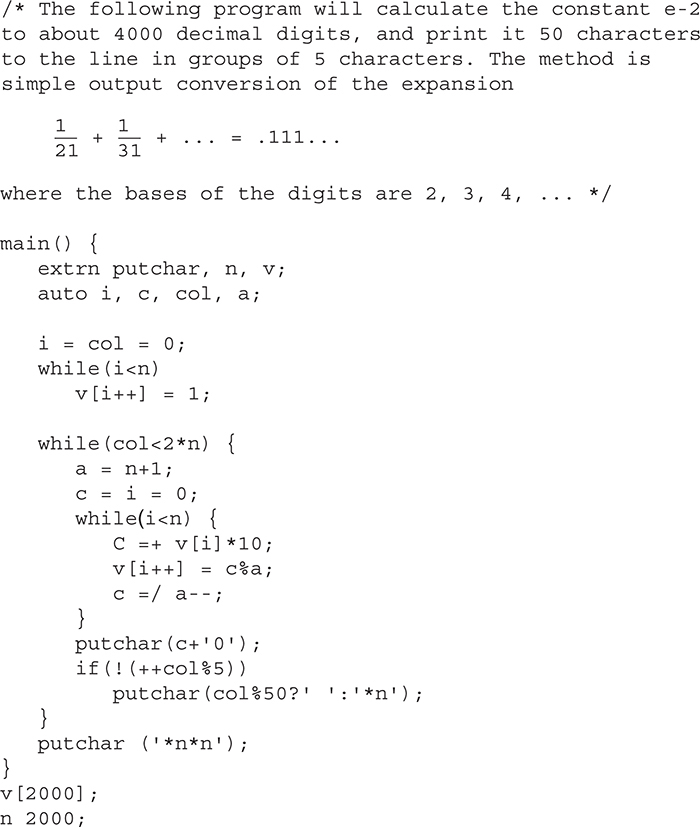 /* The following program will calculate the constant e-2
to about 4000 decimal digits, and print it 50 characters
to the line in groups of 5 characters. The method is
simple output conversion of the expansion
1/21 + 1/31 + ... = .111...
where the bases of the digits are 2, 3, 4, ... */
main() {
extrn putchar, n, v;
auto i, c, col, a;
i = col = 0;
while(i<n)
v[i++] = 1;
while(col<2*n) {
a = n+1;
c = i = 0;
while(i<n) {
C =+ v[i]*10;
v[i++] = c%a;
c =/ a--;
}
putchar(c+'0');
if(!(++col%5))
putchar(col%50?' ':'*n');
}
putchar ('*n*n');
}
v[2000];
n 2000;